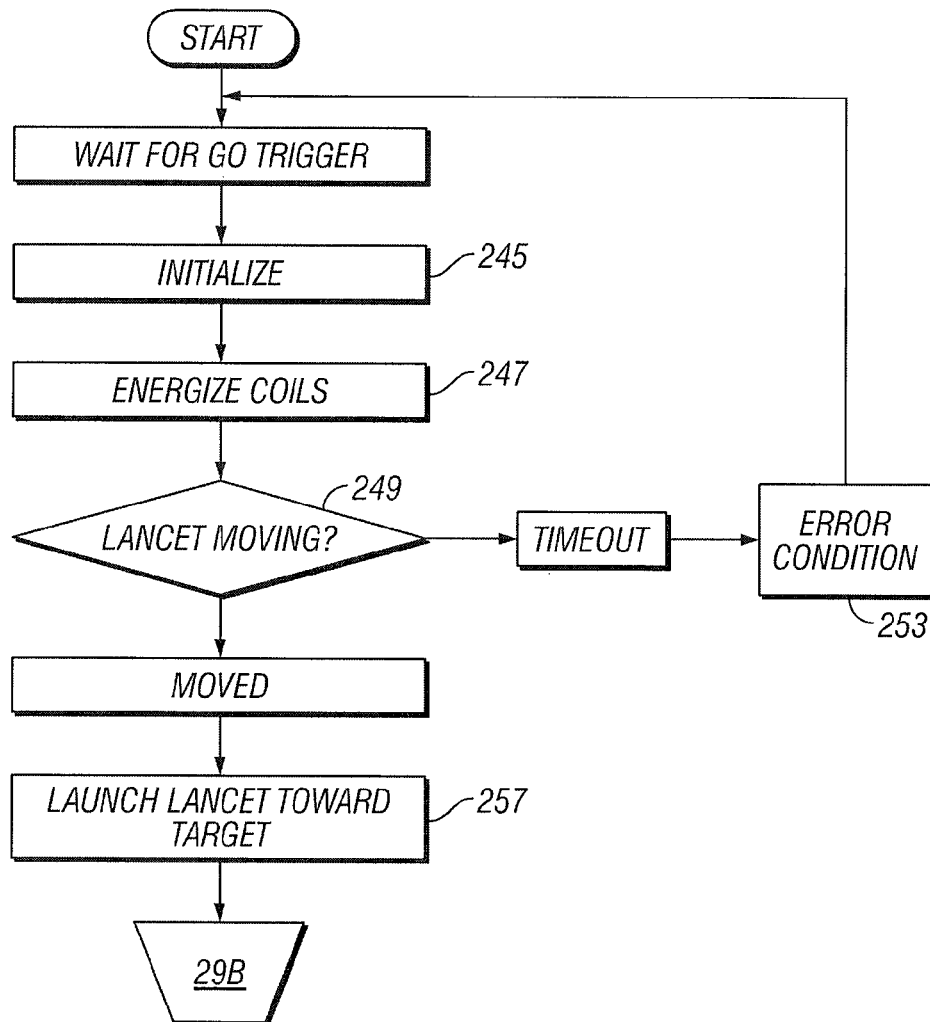 START
WAIT FOR GO TRIGGER
INITIALIZE
245
ENERGIZE COILS
247
249
LANCET MOVING?
TIMEOUT
ERROR
CONDITION
253
MOVED
LAUNCH LANCET TOWARD
TARGET
257
29B